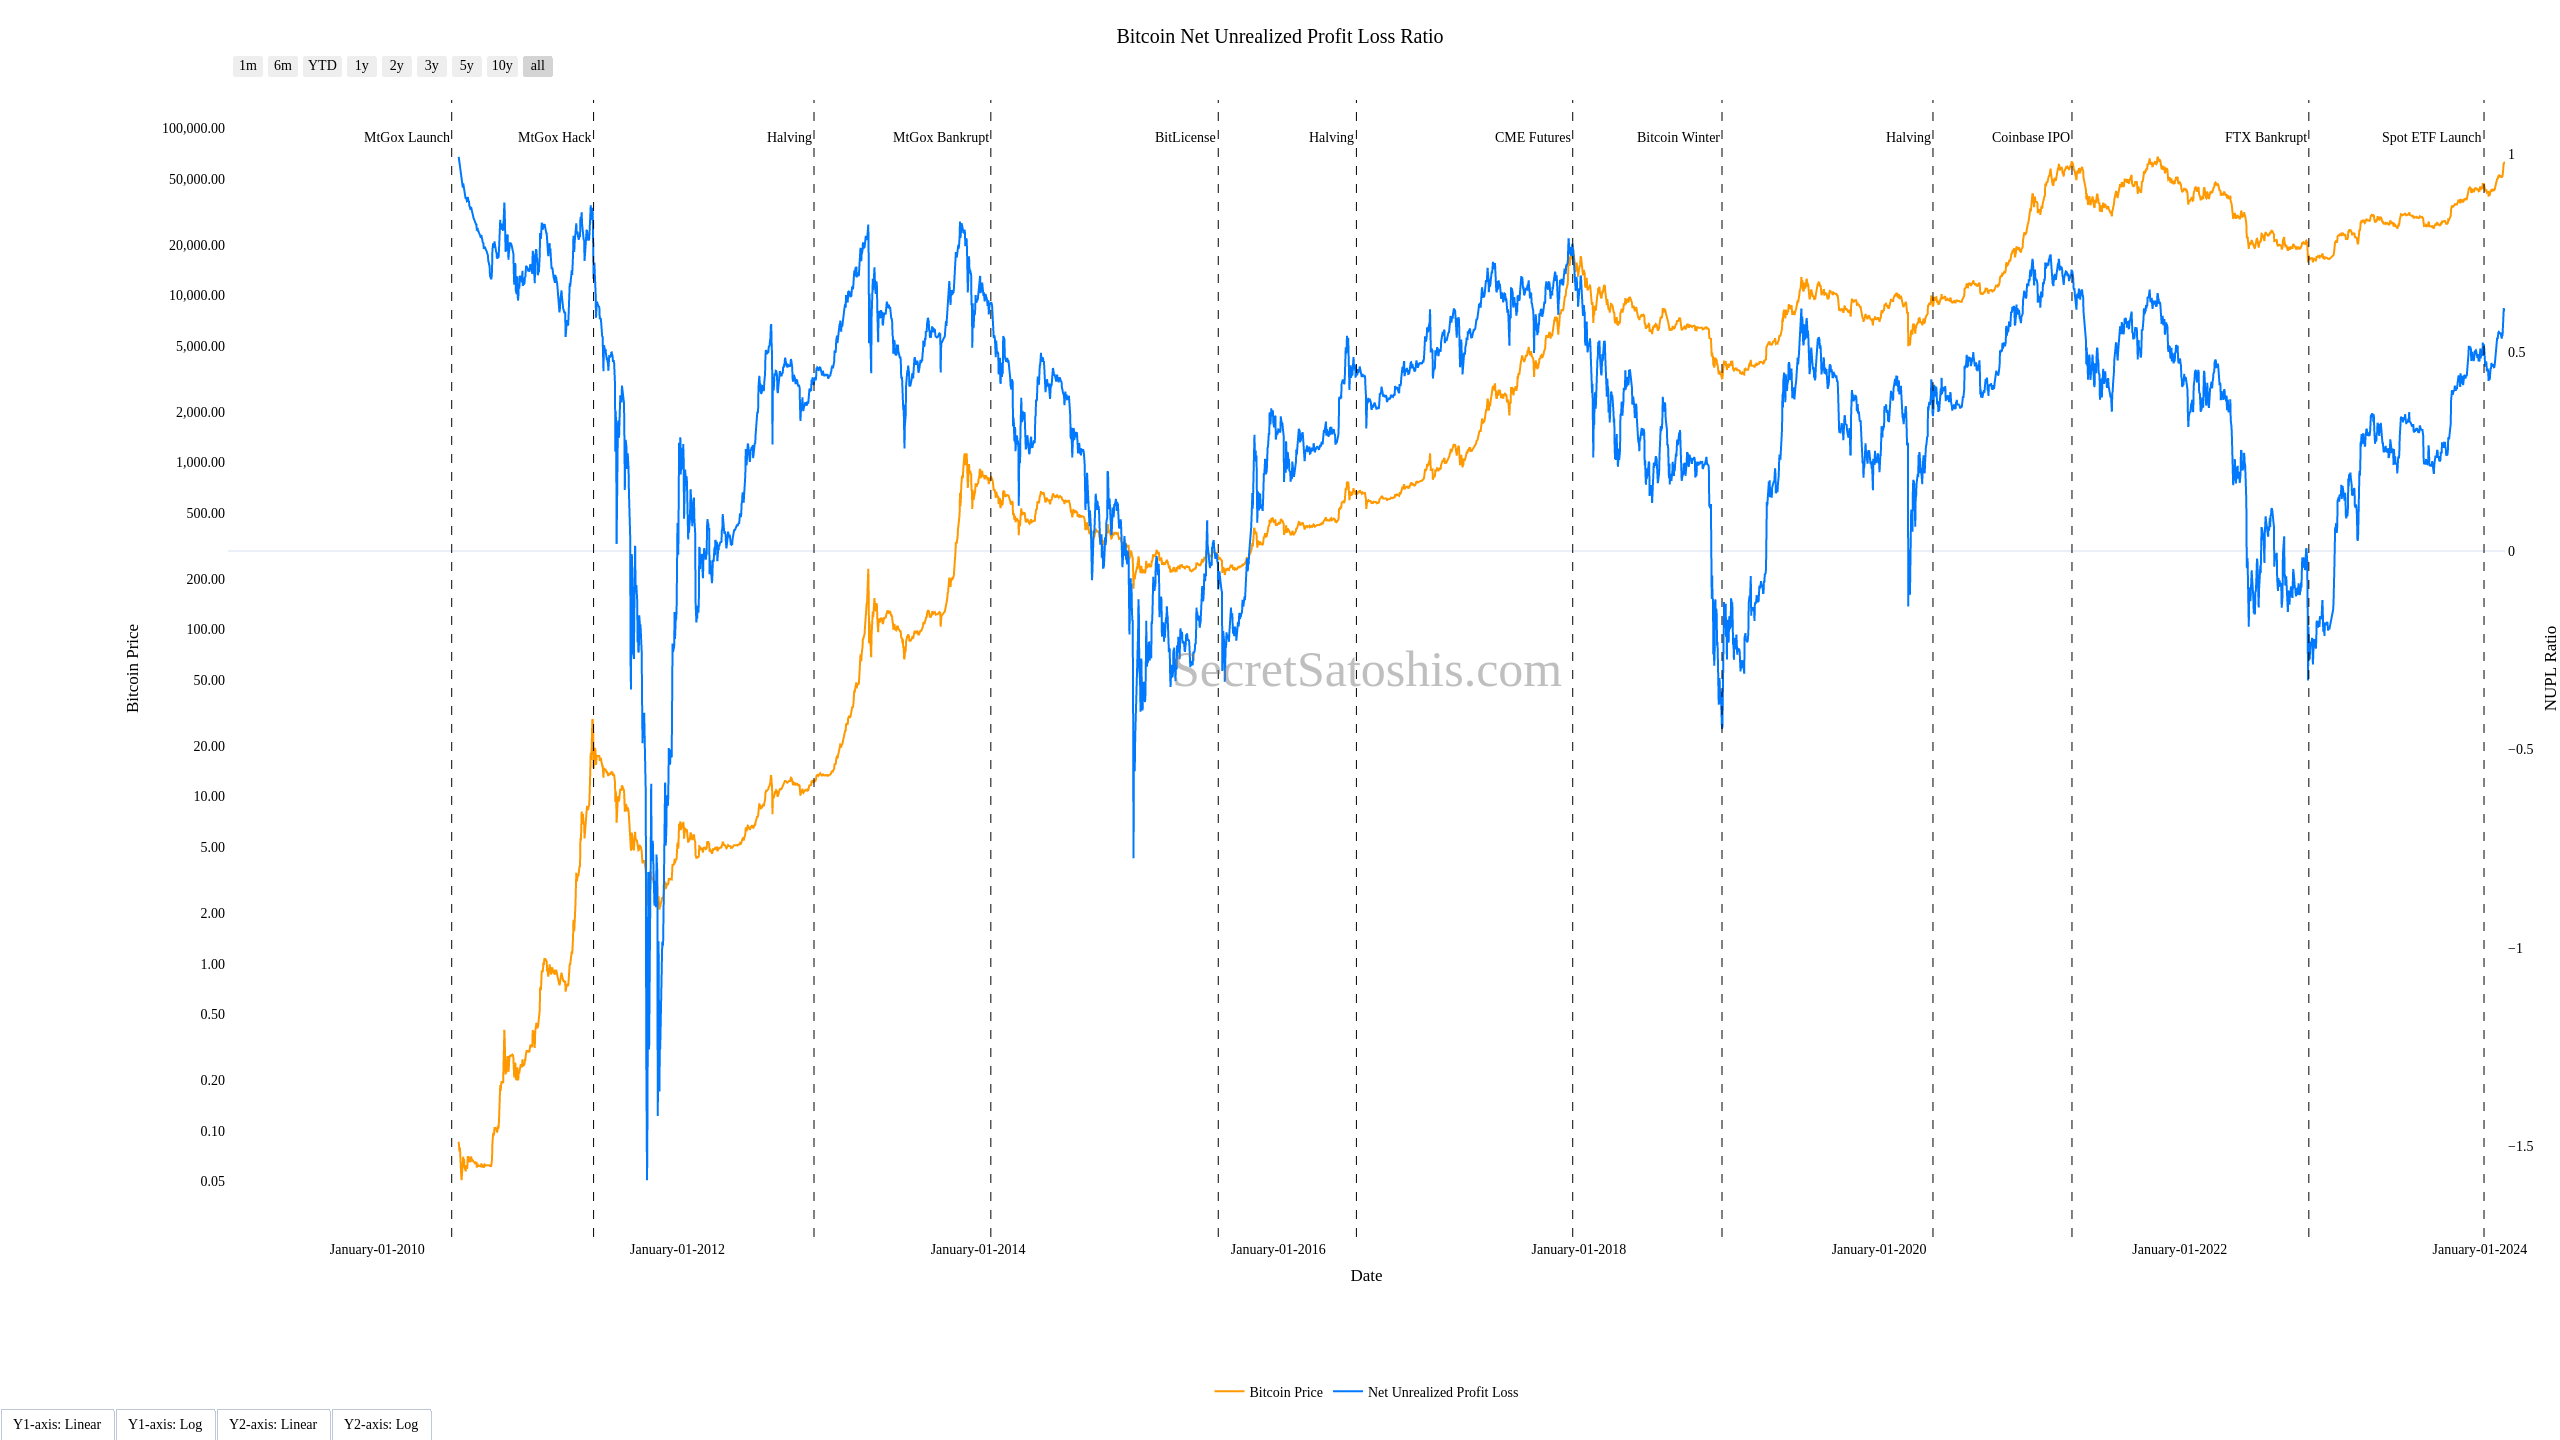 Bitcoin Net Unrealized Profit Loss Ratio
1m 6m YTD 1y 2y 3y 5y 10y all
MtGox Launch MtGox Hack Halving MtGox Bankrupt BitLicense Halving CME Futures Bitcoin Winter Halving Coinbase IPO FTX Bankrupt Spot ETF Launch
100,000.00
50,000.00
20,000.00
10,000.00
5,000.00
2,000.00
1,000.00
500.00
200.00
100.00
50.00
20.00
10.00
5.00
2.00
1.00
0.50
0.20
0.10
0.05
Bitcoin Price
SecretSatoshis.com
1
0.5
0
−0.5
−1
−1.5
NUPL Ratio
January-01-2010 January-01-2012 January-01-2014 January-01-2016 January-01-2018 January-01-2020 January-01-2022 January-01-2024
Date
Bitcoin Price Net Unrealized Profit Loss
Y1-axis: Linear Y1-axis: Log Y2-axis: Linear Y2-axis: Log